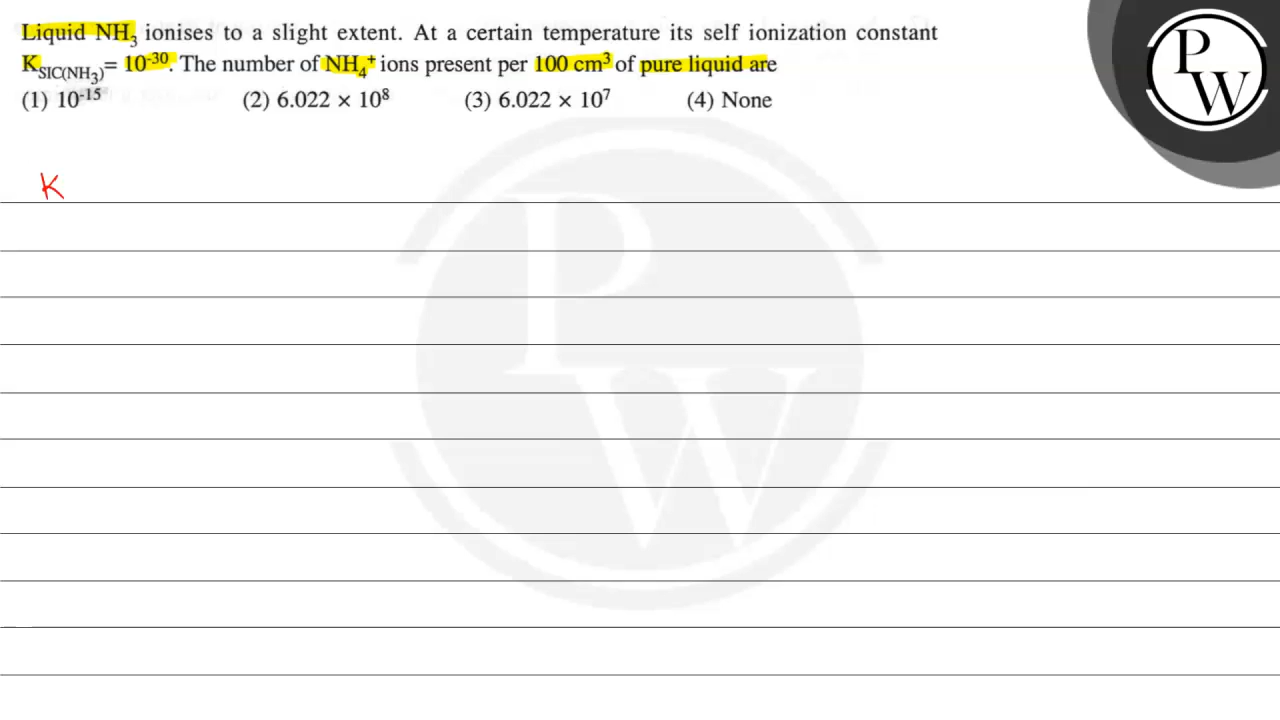 Liquid NH₃ ionises to a slight extent. At a certain temperature its self ionization constant
K_SIC(NH₃) = 10⁻³⁰. The number of NH₄⁺ ions present per 100 cm³ of pure liquid are
(1) 10⁻¹⁵ (2) 6.022 × 10⁸ (3) 6.022 × 10⁷ (4) None
K
P
W
P
W